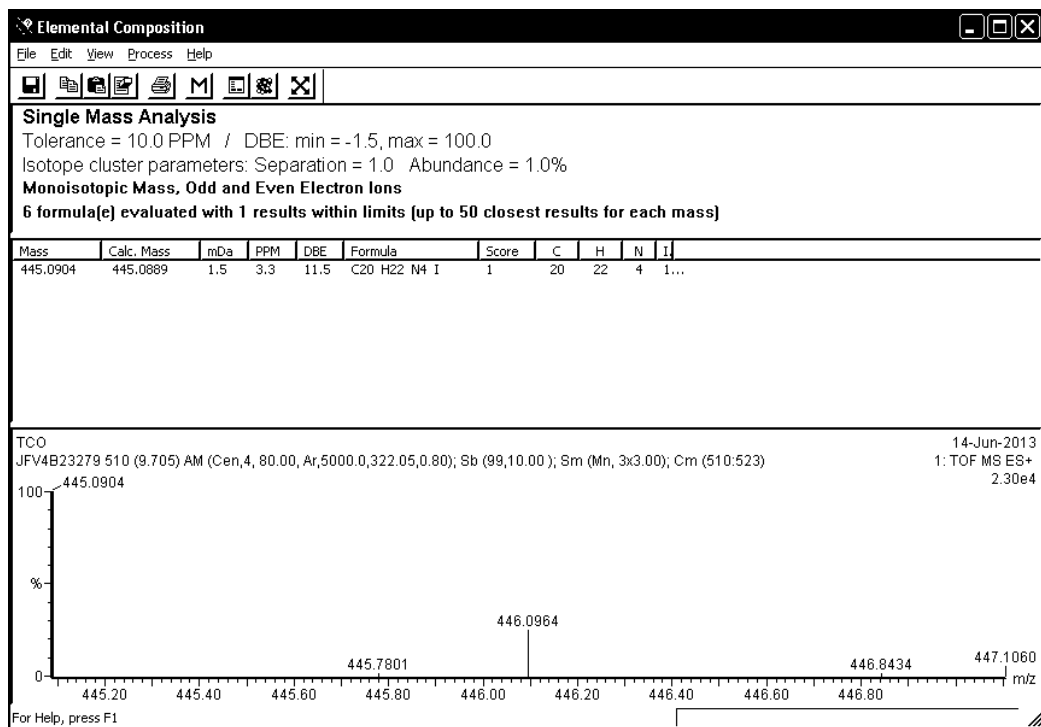 Elemental Composition
File Edit View Process Help
Single Mass Analysis
Tolerance = 10.0 PPM / DBE: min = -1.5, max = 100.0
Isotope cluster parameters: Separation = 1.0 Abundance = 1.0%
Monoisotopic Mass, Odd and Even Electron Ions
6 formula(e) evaluated with 1 results within limits (up to 50 closest results for each mass)
Mass Calc. Mass mDa PPM DBE Formula Score C H N I
445.0904 445.0889 1.5 3.3 11.5 C20 H22 N4 I 1 20 22 4 1...
TCO 14-Jun-2013
JFV4B23279 510 (9.705) AM (Cen,4, 80.00, Ar,5000.0,322.05,0.80); Sb (99,10.00 ); Sm (Mn, 3x3.00); Cm (510:523) 1: TOF MS ES+
2.30e4
100 445.0904
%
446.0964
445.7801 446.8434 447.1060
0 m/z
445.20 445.40 445.60 445.80 446.00 446.20 446.40 446.60 446.80
For Help, press F1